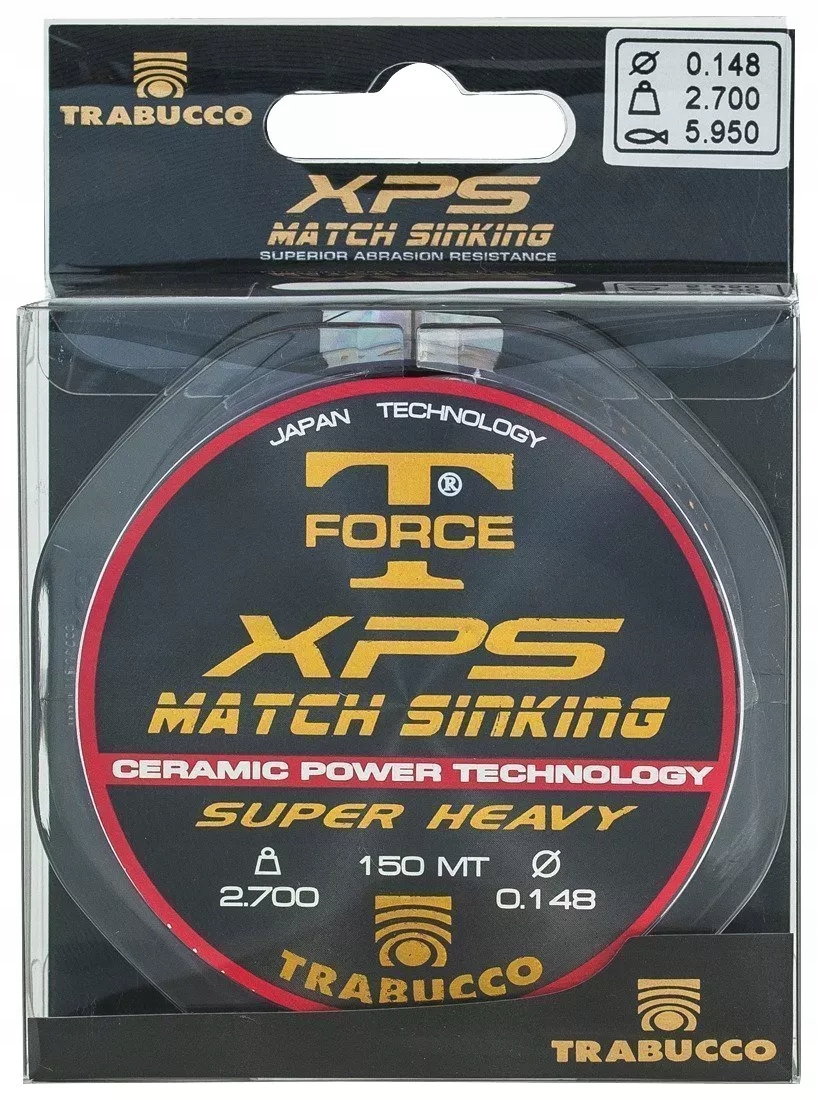 TRABUCCO
0.148
2.700
5.950
XPS
MATCH SINKING
SUPERIOR ABRASION RESISTANCE
JAPAN TECHNOLOGY
T®
FORCE
XPS
MATCH SINKING
CERAMIC POWER TECHNOLOGY
SUPER HEAVY
150 MT
2.700
0.148
TRABUCCO
TRABUCCO